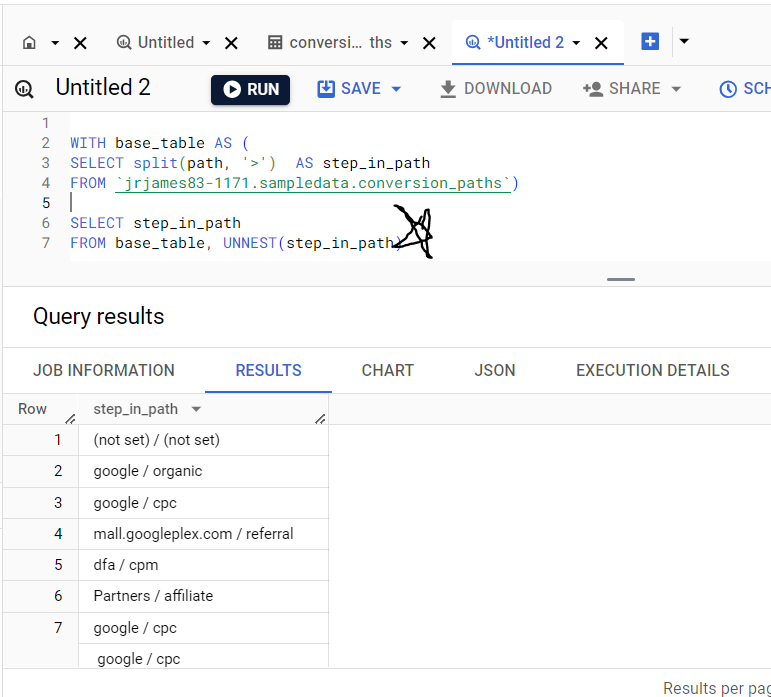 Untitled
conversi... ths
*Untitled 2
Untitled 2
RUN
SAVE
DOWNLOAD
SHARE
SCH
1
2 WITH base_table AS (
3 SELECT split(path, '>')  AS step_in_path
4 FROM `jrjames83-1171.sampledata.conversion_paths`)
5
6 SELECT step_in_path
7 FROM base_table, UNNEST(step_in_path)
Query results
JOB INFORMATION
RESULTS
CHART
JSON
EXECUTION DETAILS
Row step_in_path
1 (not set) / (not set)
2 google / organic
3 google / cpc
4 mall.googleplex.com / referral
5 dfa / cpm
6 Partners / affiliate
7 google / cpc
google / cpc
Results per pag